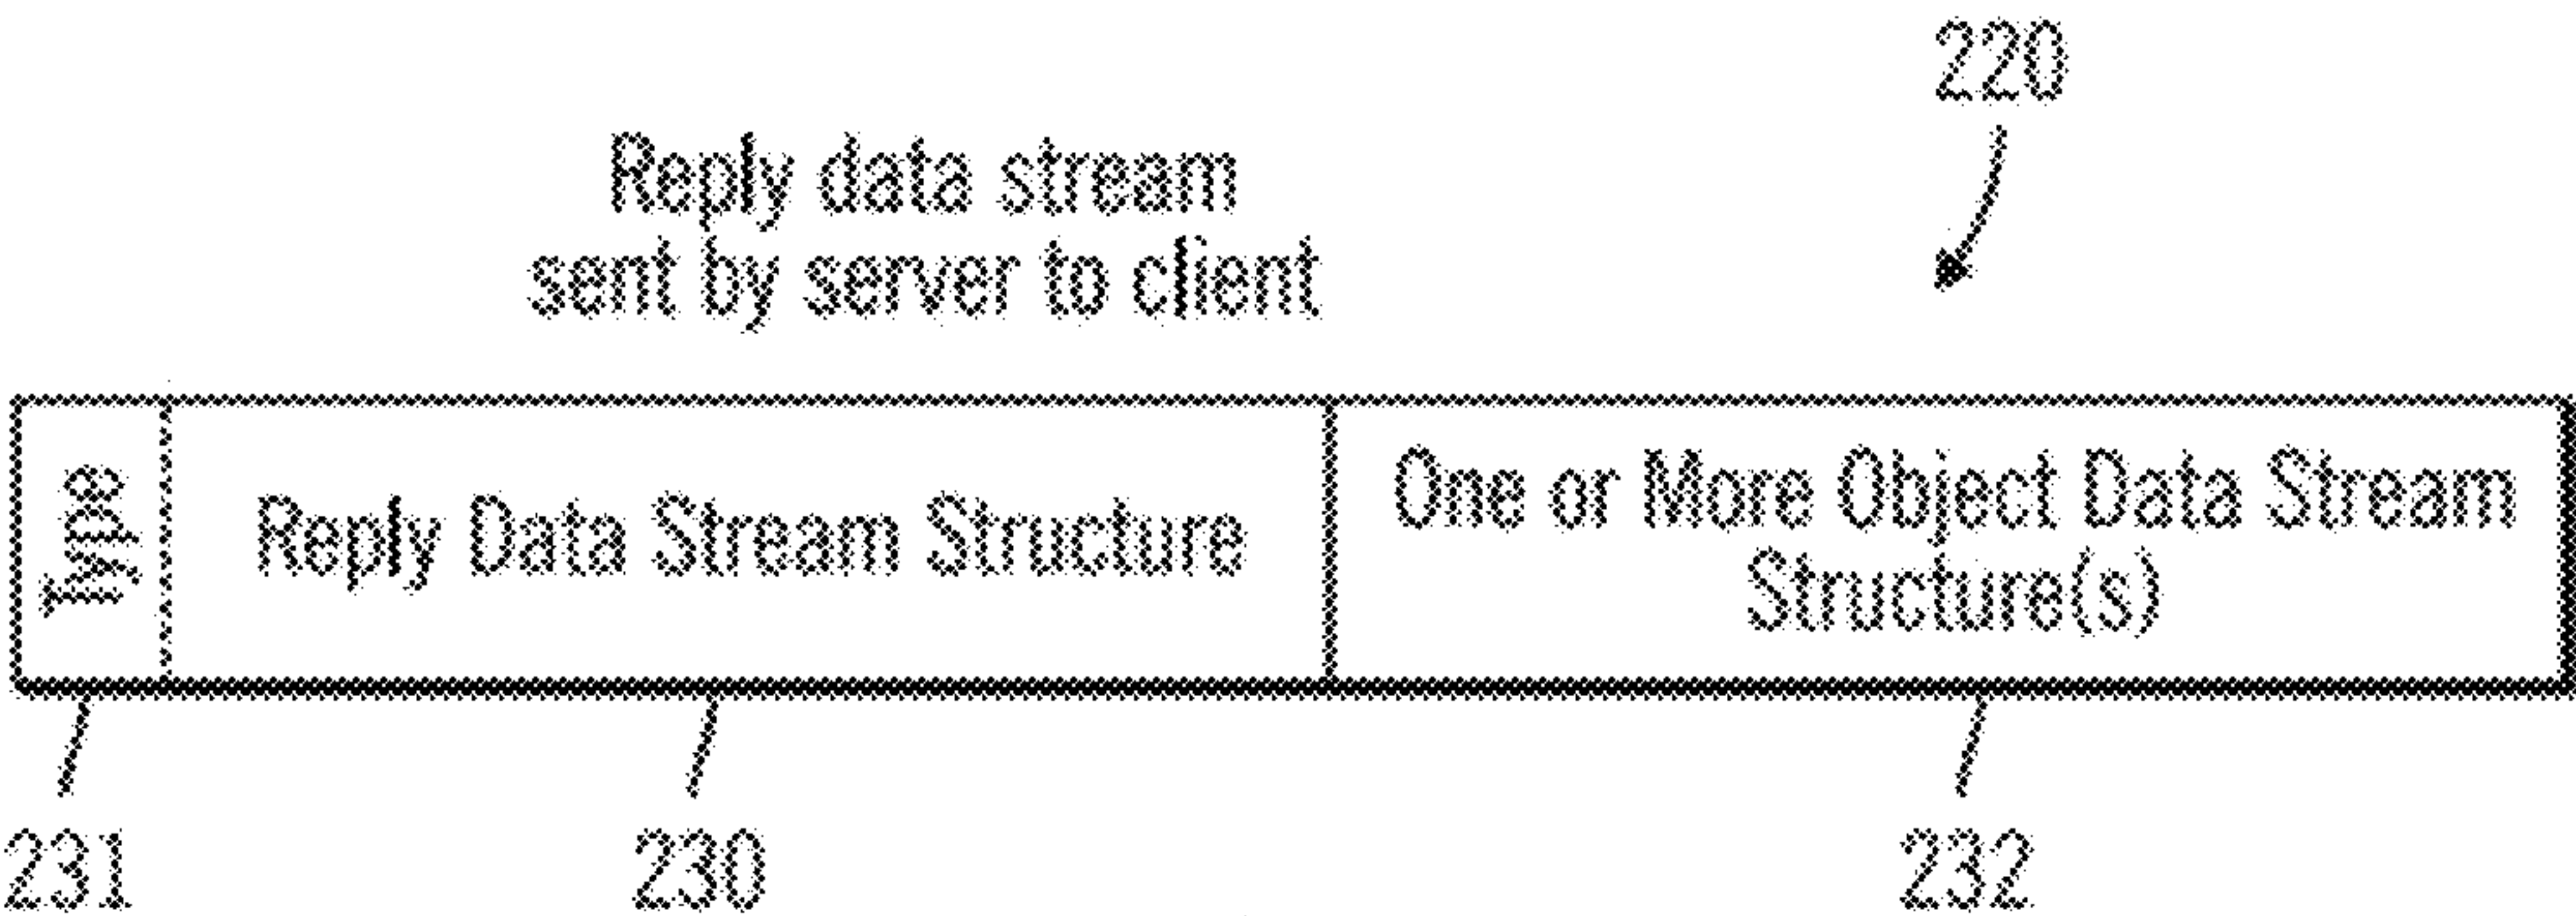 220
Reply data stream
sent by server to client
Type
Reply Data Stream Structure
One or More Object Data Stream
Structure(s)
231
230
232